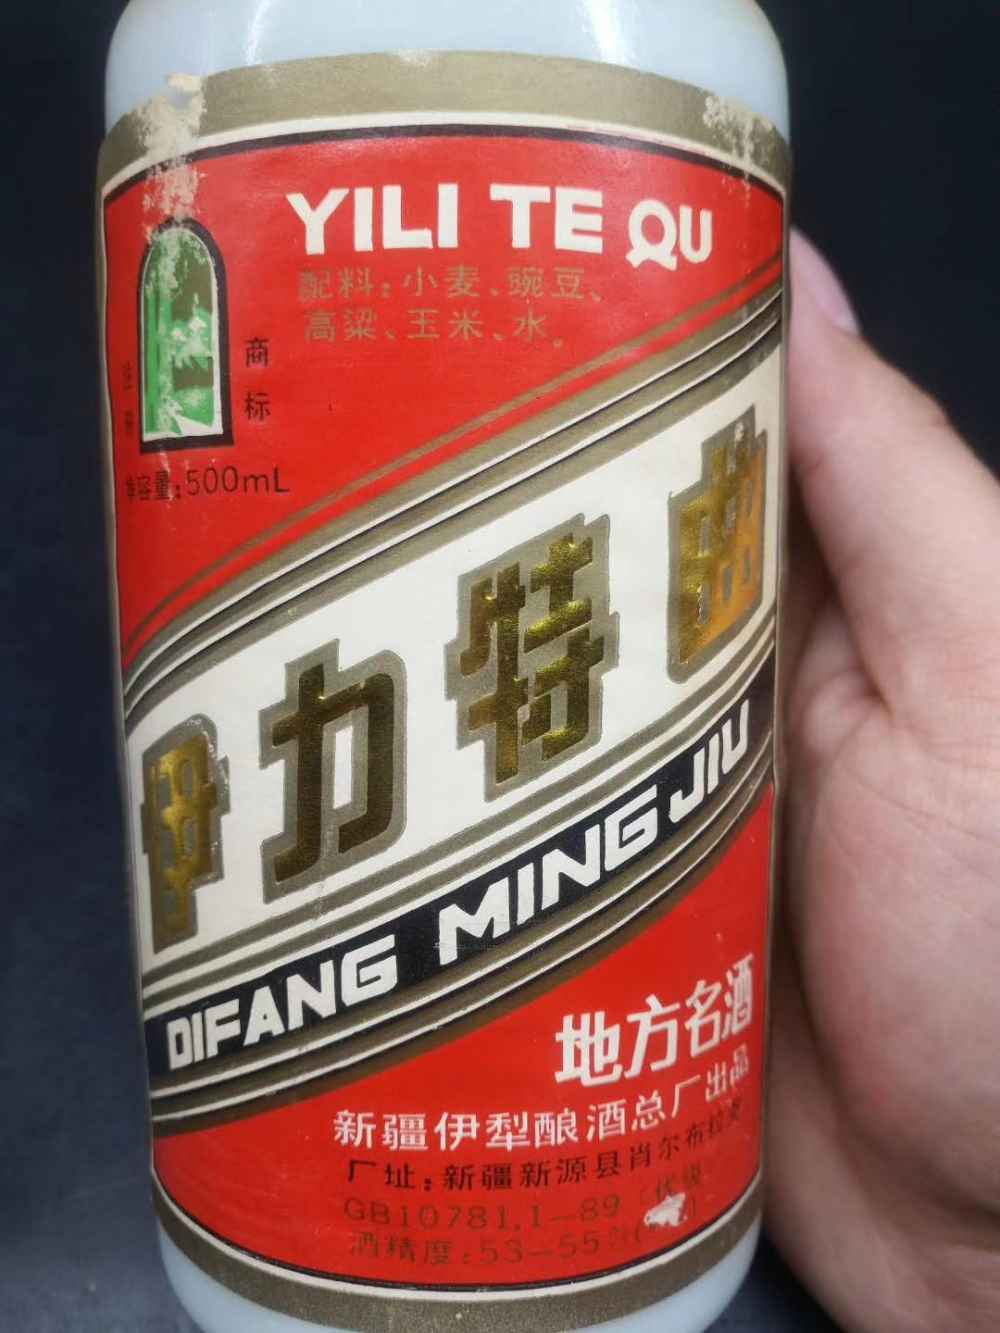 YILI TE QU
配料：小麦、豌豆、
高粱、玉米、水。
商标
净容量：500mL
伊力特曲
DIFANG MING JIU
地方名酒
新疆伊犁酿酒总厂出品
厂址：新疆新源县肖尔布拉克
GB10781.1—89（优级
酒精度：53—55%(